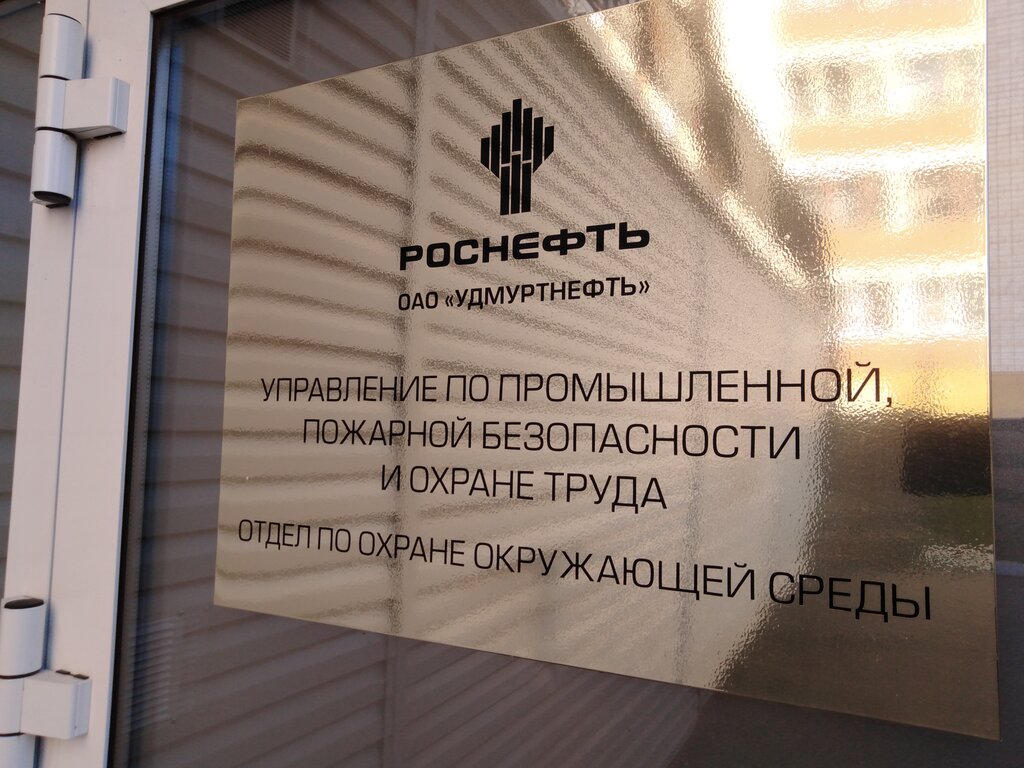 РОСНЕФТЬ
ОАО «УДМУРТНЕФТЬ»
УПРАВЛЕНИЕ ПО ПРОМЫШЛЕННОЙ,
ПОЖАРНОЙ БЕЗОПАСНОСТИ
И ОХРАНЕ ТРУДА
ОТДЕЛ ПО ОХРАНЕ ОКРУЖАЮЩЕЙ СРЕДЫ